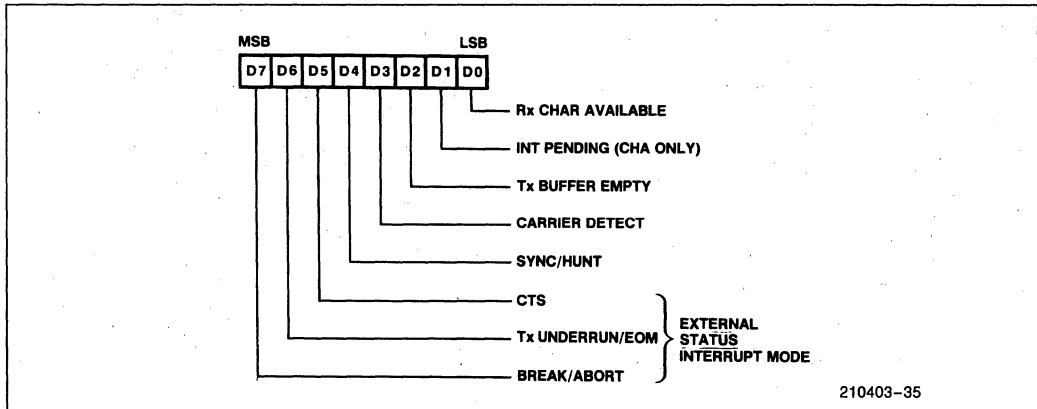 MSB LSB
D7 D6 D5 D4 D3 D2 D1 D0
Rx CHAR AVAILABLE
INT PENDING (CHA ONLY)
Tx BUFFER EMPTY
CARRIER DETECT
SYNC/HUNT
CTS
Tx UNDERRUN/EOM
BREAK/ABORT
EXTERNAL
STATUS
INTERRUPT MODE
210403-35